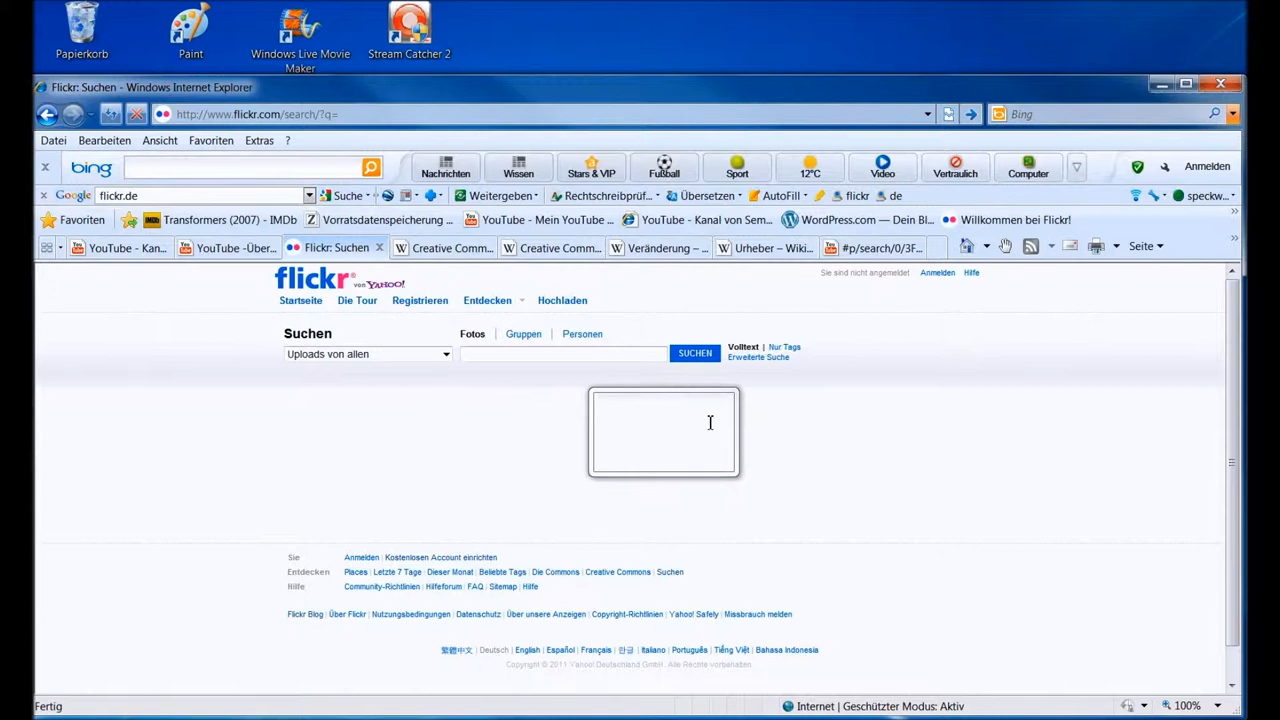 Papierkorb
Paint
Windows Live Movie
Maker
Stream Catcher 2
Flickr: Suchen - Windows Internet Explorer
http://www.flickr.com/search/?q=
Bing
Datei Bearbeiten Ansicht Favoriten Extras ?
bing Nachrichten Wissen Stars & VIP Fußball Sport 12°C Video Vertraulich Computer Anmelden
Google flickr.de Suche Weitergeben Rechtschreibprüf... Übersetzen AutoFill flickr de speckw...
Favoriten Transformers (2007) - IMDb Vorratsdatenspeicherung ... YouTube - Mein YouTube ... YouTube - Kanal von Sem... WordPress.com — Dein Bl... Willkommen bei Flickr!
YouTube - Kan... YouTube -Über... Flickr: Suchen Creative Comm... Creative Comm... Veränderung –... Urheber – Wiki... #p/search/0/3F... Seite
flickr von YAHOO!
Sie sind nicht angemeldet Anmelden Hilfe
Startseite Die Tour Registrieren Entdecken Hochladen
Suchen Fotos Gruppen Personen
Uploads von allen SUCHEN Volltext | Nur Tags
Erweiterte Suche
Sie Anmelden | Kostenlosen Account einrichten
Entdecken Places | Letzte 7 Tage | Dieser Monat | Beliebte Tags | Die Commons | Creative Commons | Suchen
Hilfe Community-Richtlinien | Hilfeforum | FAQ | Sitemap | Hilfe
Flickr Blog | Über Flickr | Nutzungsbedingungen | Datenschutz | Über unsere Anzeigen | Copyright-Richtlinien | Yahoo! Safely | Missbrauch melden
繁體中文 | Deutsch | English | Español | Français | 한글 | Italiano | Português | Tiếng Việt | Bahasa Indonesia
Copyright © 2011 Yahoo! Deutschland GmbH. Alle Rechte vorbehalten.
Fertig
Internet | Geschützter Modus: Aktiv
100%